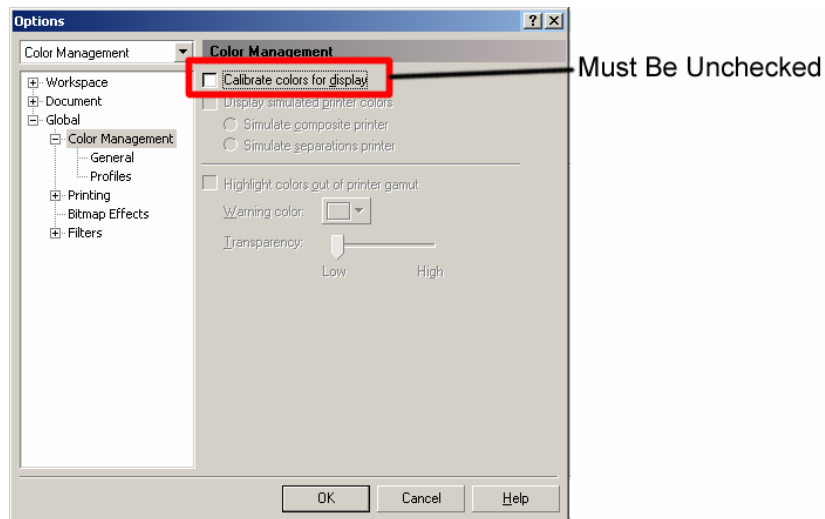 Options
Color Management
Color Management
Calibrate colors for display
Must Be Unchecked
Workspace
Document
Global
Color Management
General
Profiles
Printing
Bitmap Effects
Filters
Display simulated printer colors
Simulate composite printer
Simulate separations printer
Highlight colors out of printer gamut
Warning color:
Transparency:
Low High
OK Cancel Help